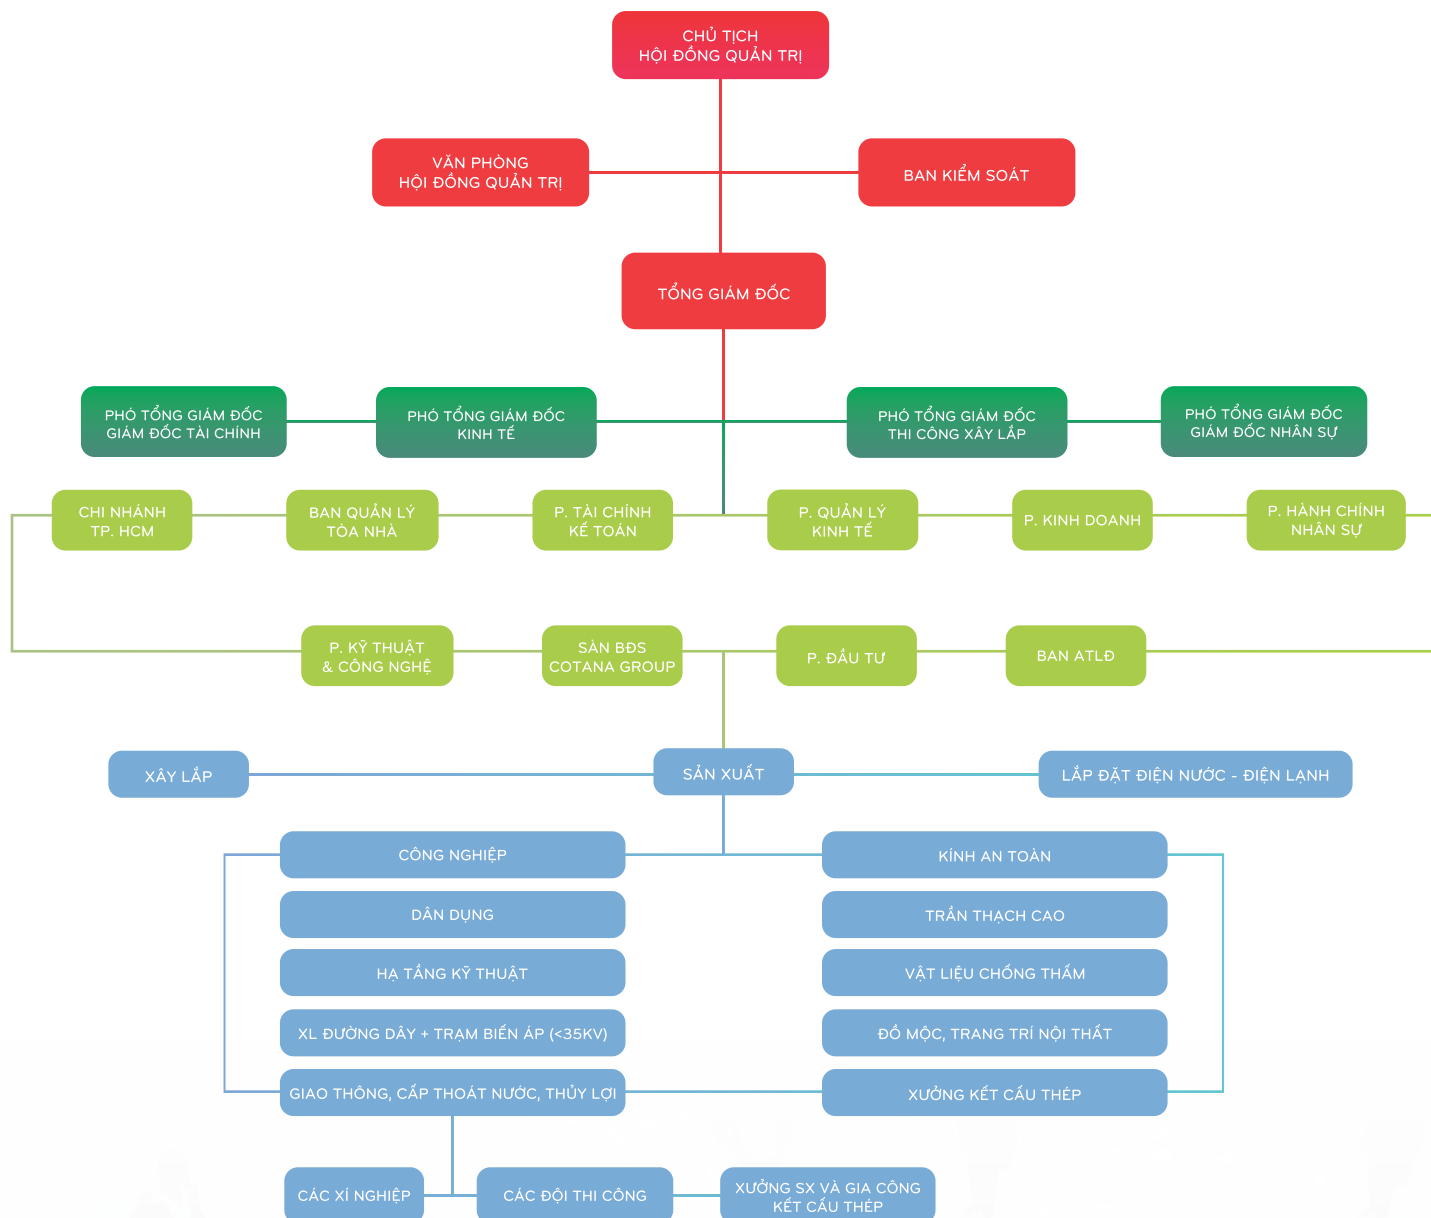 CHỦ TỊCH
HỘI ĐỒNG QUẢN TRỊ
VĂN PHÒNG
HỘI ĐỒNG QUẢN TRỊ
BAN KIỂM SOÁT
TỔNG GIÁM ĐỐC
PHÓ TỔNG GIÁM ĐỐC
GIÁM ĐỐC TÀI CHÍNH
PHÓ TỔNG GIÁM ĐỐC
KINH TẾ
PHÓ TỔNG GIÁM ĐỐC
THI CÔNG XÂY LẮP
PHÓ TỔNG GIÁM ĐỐC
GIÁM ĐỐC NHÂN SỰ
CHI NHÁNH
TP. HCM
BAN QUẢN LÝ
TÒA NHÀ
P. TÀI CHÍNH
KẾ TOÁN
P. QUẢN LÝ
KINH TẾ
P. KINH DOANH
P. HÀNH CHÍNH
NHÂN SỰ
P. KỸ THUẬT
& CÔNG NGHỆ
SÀN BĐS
COTANA GROUP
P. ĐẦU TƯ
BAN ATLĐ
XÂY LẮP
SẢN XUẤT
LẮP ĐẶT ĐIỆN NƯỚC - ĐIỆN LẠNH
CÔNG NGHIỆP
KÍNH AN TOÀN
DÂN DỤNG
TRẦN THẠCH CAO
HẠ TẦNG KỸ THUẬT
VẬT LIỆU CHỐNG THẤM
XL ĐƯỜNG DÂY + TRẠM BIẾN ÁP (<35KV)
ĐỒ MỘC, TRANG TRÍ NỘI THẤT
GIAO THÔNG, CẤP THOÁT NƯỚC, THỦY LỢI
XƯỞNG KẾT CẤU THÉP
CÁC XÍ NGHIỆP
CÁC ĐỘI THI CÔNG
XƯỞNG SX VÀ GIA CÔNG
KẾT CẤU THÉP